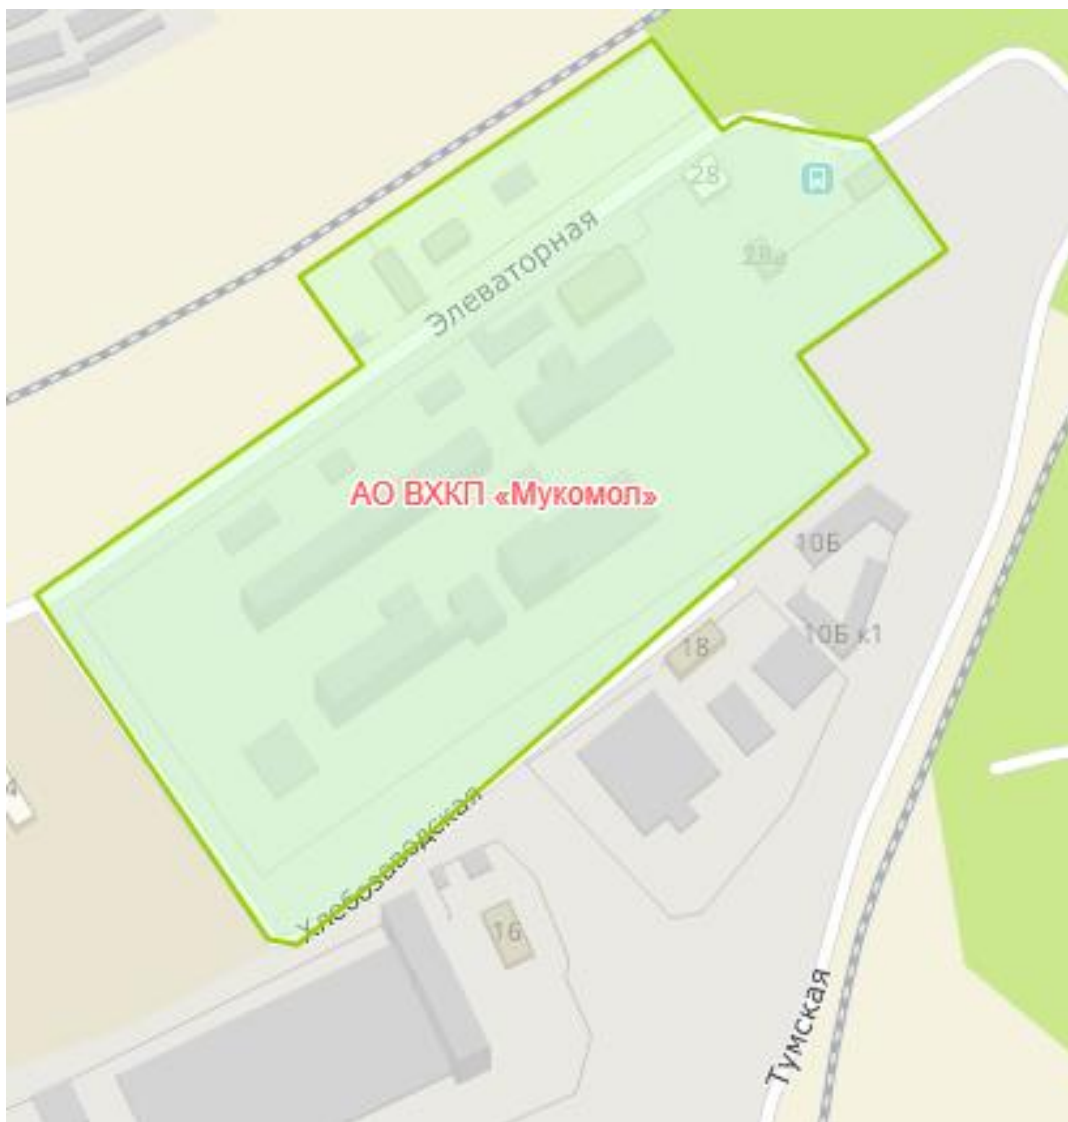 28
28а
Элеваторная
АО ВХКП «Мукомол»
10Б
10Б к1
18
Хлебозаводская
16
Тумская